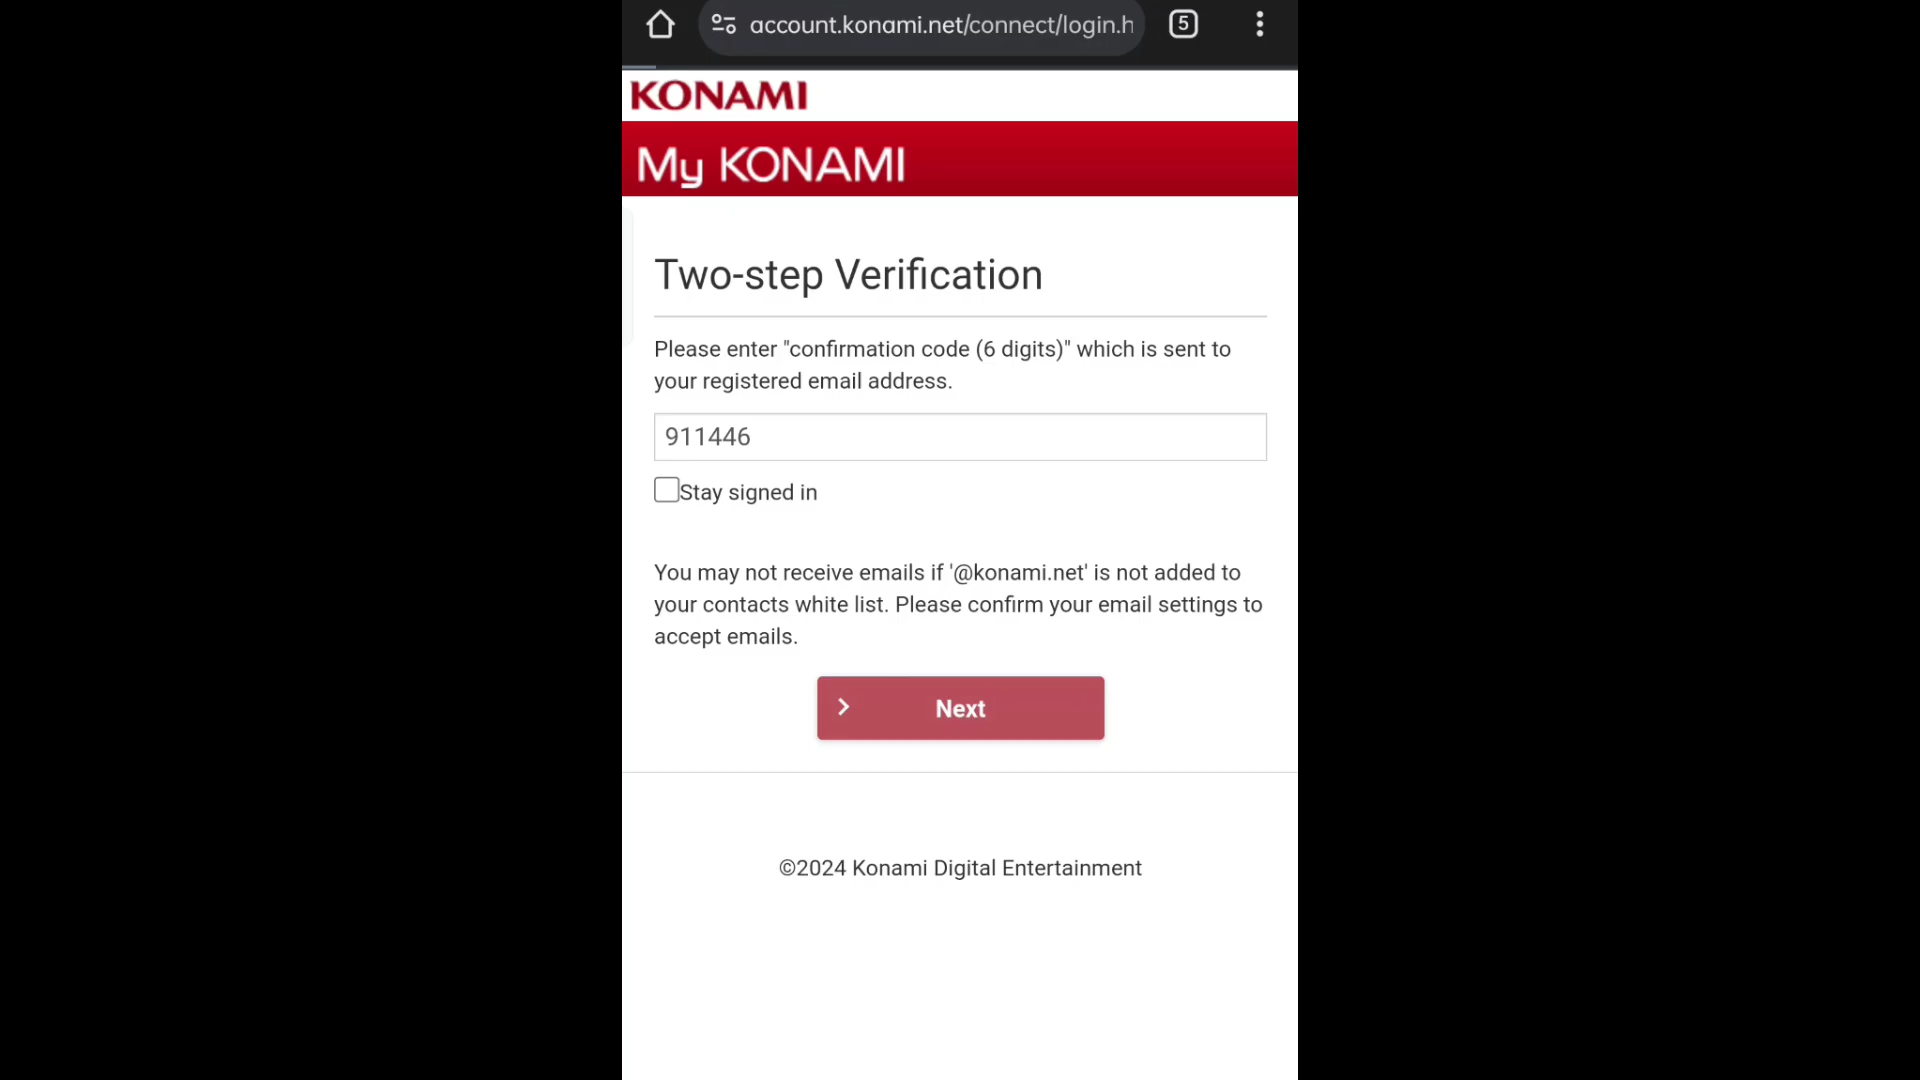 account.konami.net/connect/login.h
5
KONAMI
My KONAMI
Two-step Verification
Please enter "confirmation code (6 digits)" which is sent to
your registered email address.
911446
Stay signed in
You may not receive emails if '@konami.net' is not added to
your contacts white list. Please confirm your email settings to
accept emails.
Next
©2024 Konami Digital Entertainment